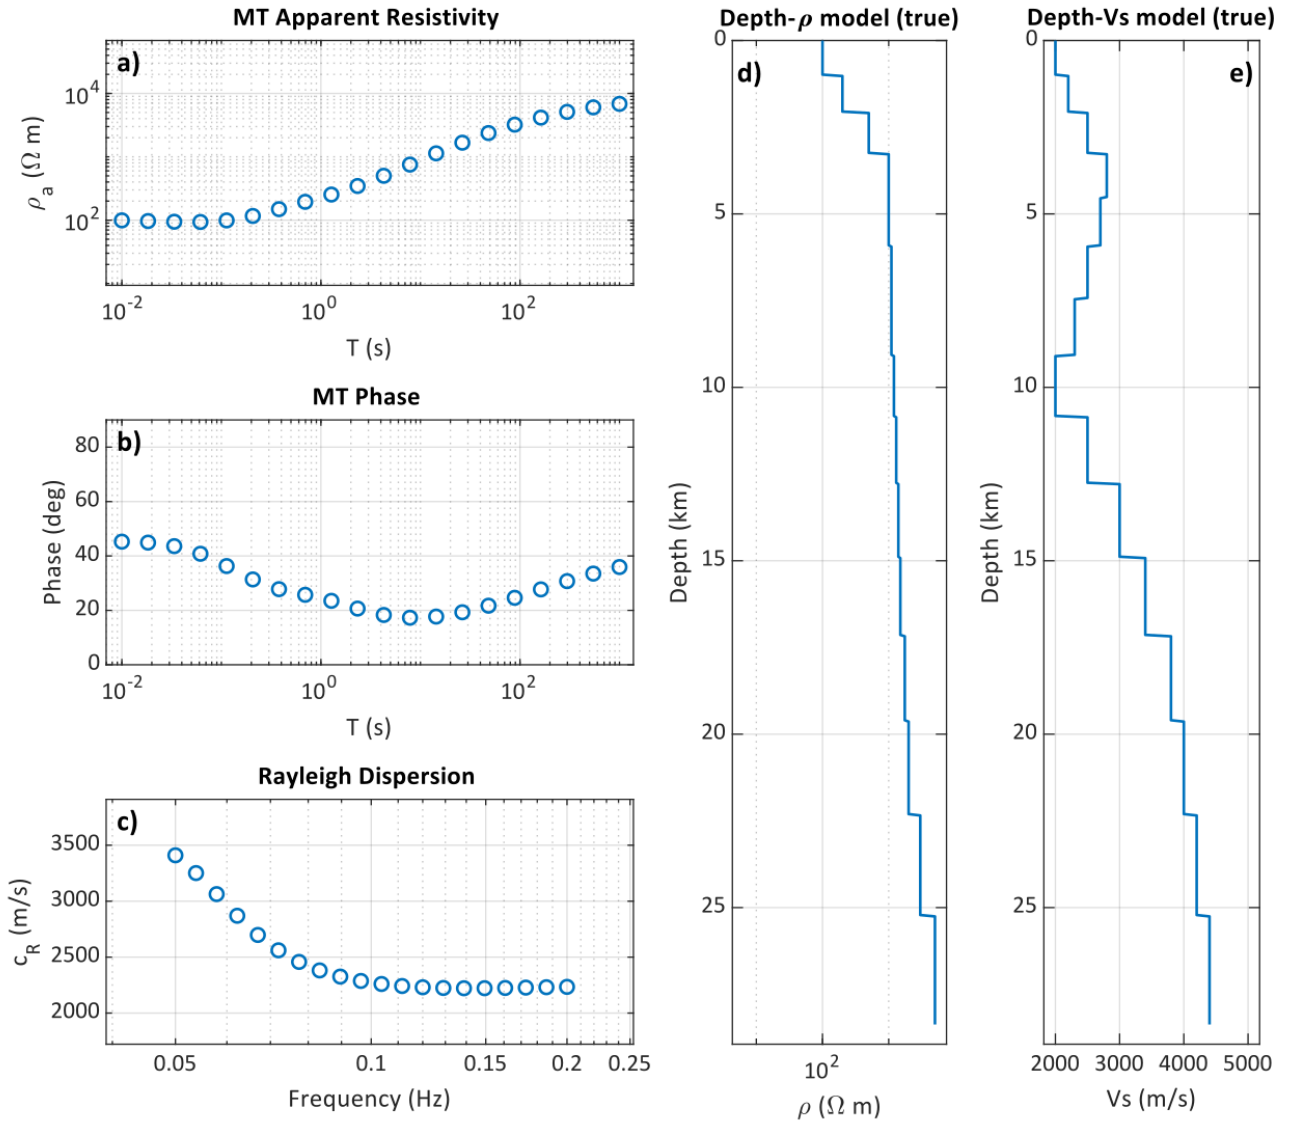 MT Apparent Resistivity
a)
10^4
10^2
ρ_a (Ω m)
10^-2 10^0 10^2
T (s)
MT Phase
b)
80
60
40
20
0
Phase (deg)
10^-2 10^0 10^2
T (s)
Rayleigh Dispersion
c)
3500
3000
2500
2000
c_R (m/s)
0.05 0.1 0.15 0.2 0.25
Frequency (Hz)
Depth-ρ model (true)
d)
0
5
10
15
20
25
Depth (km)
10^2
ρ (Ω m)
Depth-Vs model (true)
e)
0
5
10
15
20
25
Depth (km)
2000 3000 4000 5000
Vs (m/s)